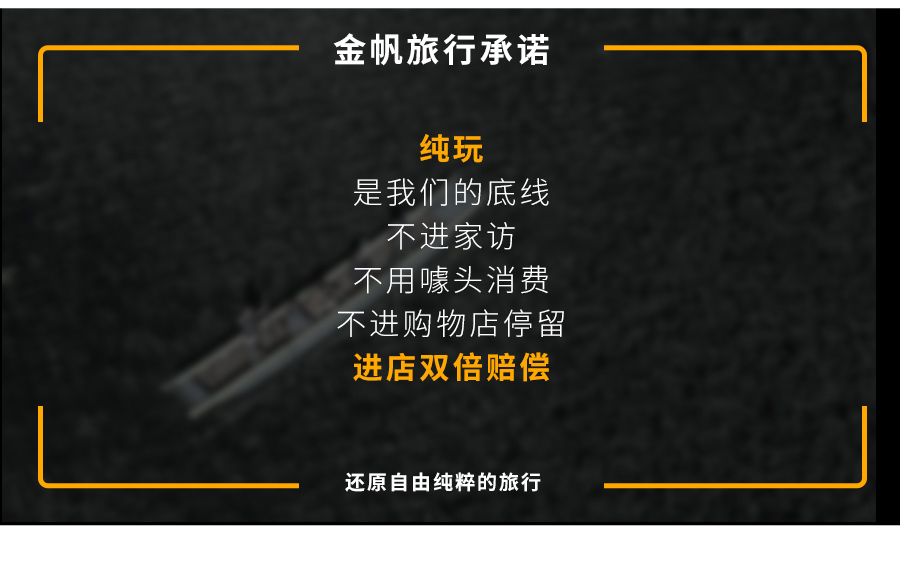 金帆旅行承诺
纯玩
是我们的底线
不进家访
不用噱头消费
不进购物店停留
进店双倍赔偿
还原自由纯粹的旅行